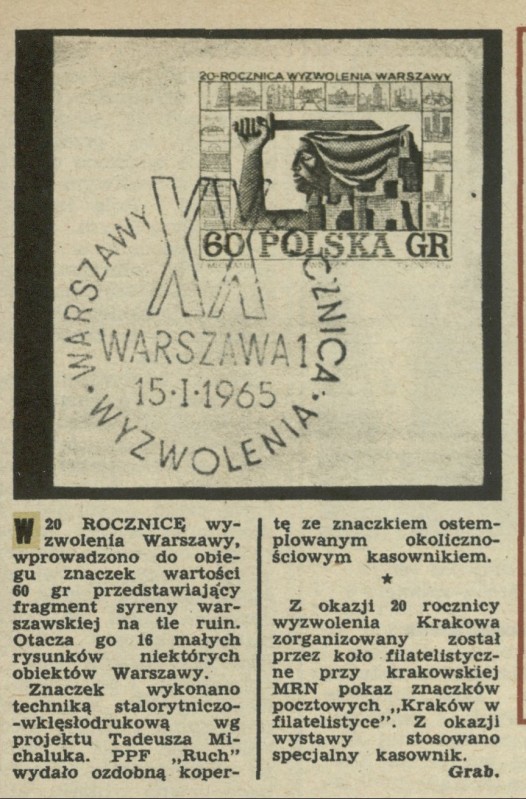 20-ROCZNICA WYZWOLENIA WARSZAWY
60 POLSKA GR
XX ROCZNICA
WYZWOLENIA
WARSZAWY
WARSZAWA 1
15·I·1965
W 20 ROCZNICĘ wy-
zwolenia Warszawy,
wprowadzono do obie-
gu znaczek wartości
60 gr przedstawiający
fragment syreny war-
szawskiej na tle ruin.
Otacza go 16 małych
rysunków niektórych
obiektów Warszawy.
Znaczek wykonano
techniką stalorytniczo-
-wklęsłodrukową wg
projektu Tadeusza Mi-
chaluka. PPF „Ruch"
wydało ozdobną koper-
tę ze znaczkiem ostem-
plowanym okoliczno-
ściowym kasownikiem.
★
Z okazji 20 rocznicy
wyzwolenia Krakowa
zorganizowany został
przez koło filatelistycz-
ne przy krakowskiej
MRN pokaz znaczków
pocztowych „Kraków w
filatelistyce". Z okazji
wystawy stosowano
specjalny kasownik.
Grab.